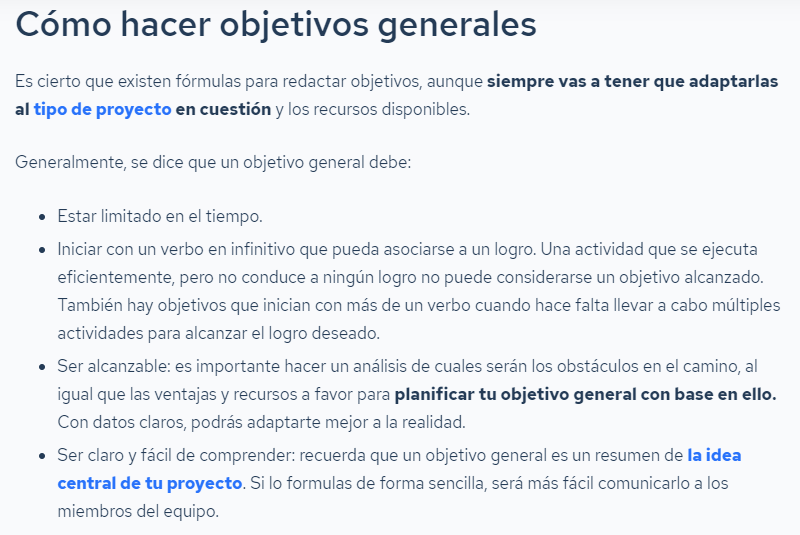 Cómo hacer objetivos generales
Es cierto que existen fórmulas para redactar objetivos, aunque siempre vas a tener que adaptarlas
al tipo de proyecto en cuestión y los recursos disponibles.
Generalmente, se dice que un objetivo general debe:
• Estar limitado en el tiempo.
• Iniciar con un verbo en infinitivo que pueda asociarse a un logro. Una actividad que se ejecuta
eficientemente, pero no conduce a ningún logro no puede considerarse un objetivo alcanzado.
También hay objetivos que inician con más de un verbo cuando hace falta llevar a cabo múltiples
actividades para alcanzar el logro deseado.
• Ser alcanzable: es importante hacer un análisis de cuales serán los obstáculos en el camino, al
igual que las ventajas y recursos a favor para planificar tu objetivo general con base en ello.
Con datos claros, podrás adaptarte mejor a la realidad.
• Ser claro y fácil de comprender: recuerda que un objetivo general es un resumen de la idea
central de tu proyecto. Si lo formulas de forma sencilla, será más fácil comunicarlo a los
miembros del equipo.